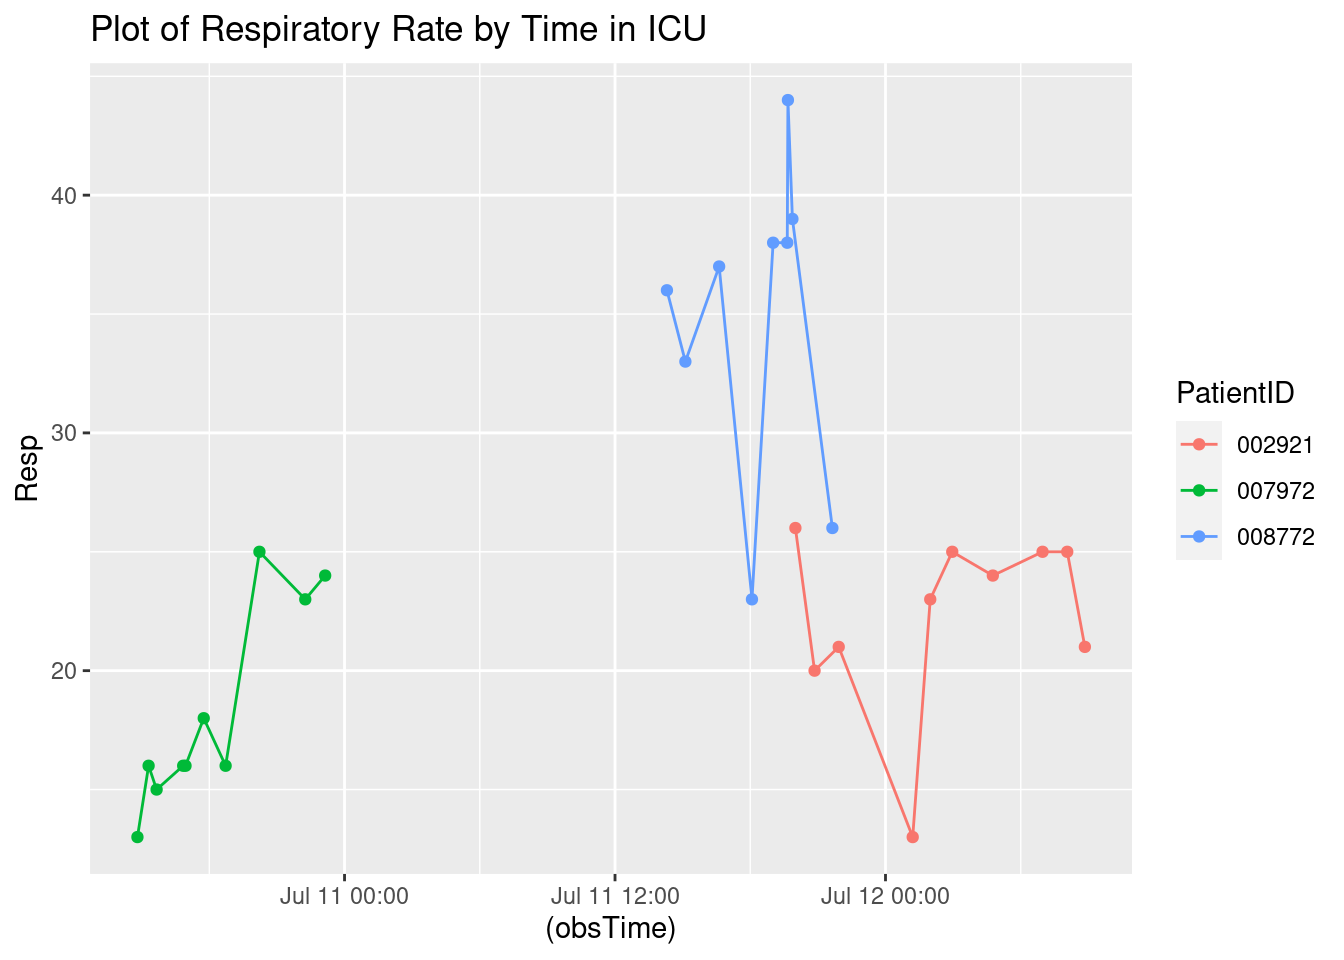 Plot of Respiratory Rate by Time in ICU
40
30
20
Resp
Jul 11 00:00
Jul 11 12:00
Jul 12 00:00
(obsTime)
PatientID
002921
007972
008772